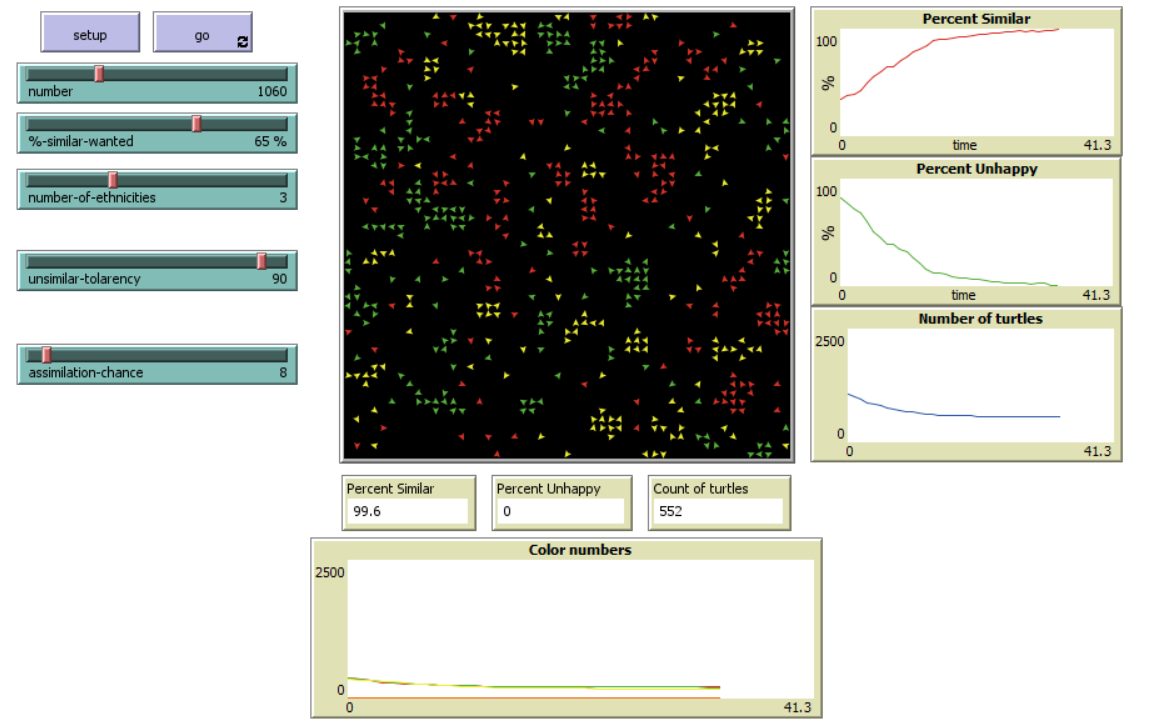 setup
go
number 1060
%-similar-wanted 65 %
number-of-ethnicities 3
unsimilar-tolarency 90
assimilation-chance 8
Percent Similar
100
%
0
0 time 41.3
Percent Unhappy
100
%
0
0 time 41.3
Number of turtles
2500
0
0 41.3
Percent Similar
99.6
Percent Unhappy
0
Count of turtles
552
Color numbers
2500
0
0 41.3